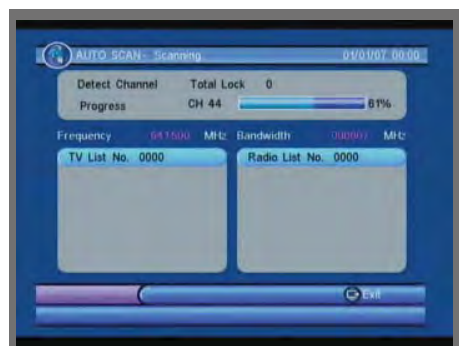 AUTO SCAN- Scanning 01/01/07 00:00
Detect Channel Total Lock 0
Progress CH 44 61%
Frequency MHz Bandwidth MHz
TV List No. 0000 Radio List No. 0000
Exit